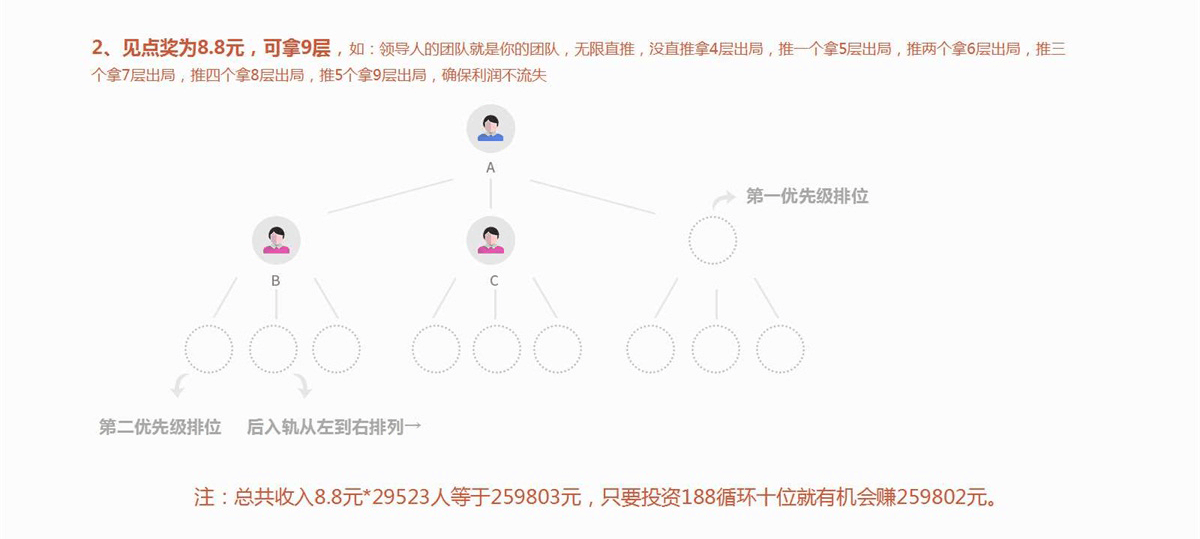 2、见点奖为8.8元，可拿9层，如：领导人的团队就是你的团队，无限直推，没直推拿4层出局，推一个拿5层出局，推两个拿6层出局，推三
个拿7层出局，推四个拿8层出局，推5个拿9层出局，确保利润不流失
A
第一优先级排位
B
C
第二优先级排位
后入轨从左到右排列→
注：总共收入8.8元*29523人等于259803元，只要投资188循环十位就有机会赚259802元。